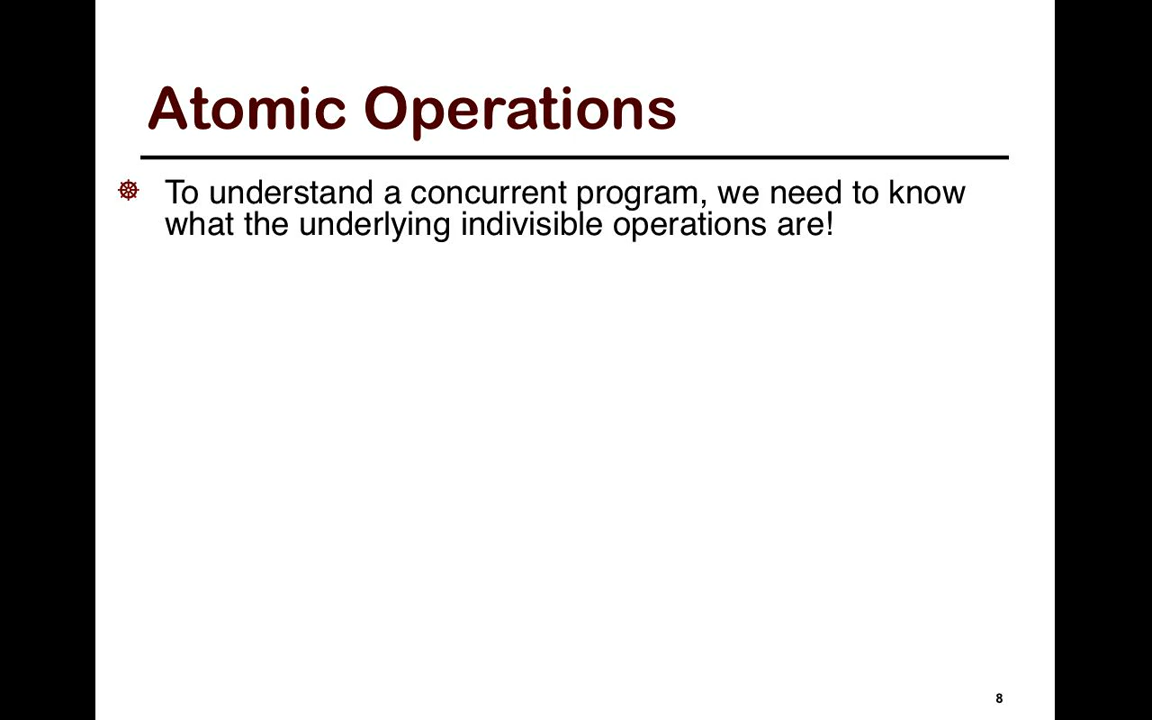 Atomic Operations
To understand a concurrent program, we need to know
what the underlying indivisible operations are!
8